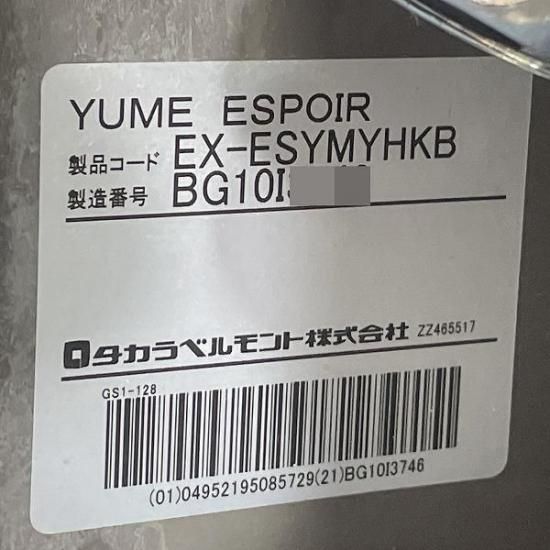 YUME ESPOIR
製品コード EX-ESYMYHKB
製造番号 BG10I
タカラベルモント株式会社 ZZ465517
GS1-128
(01)04952195085729(21)BG10I3746